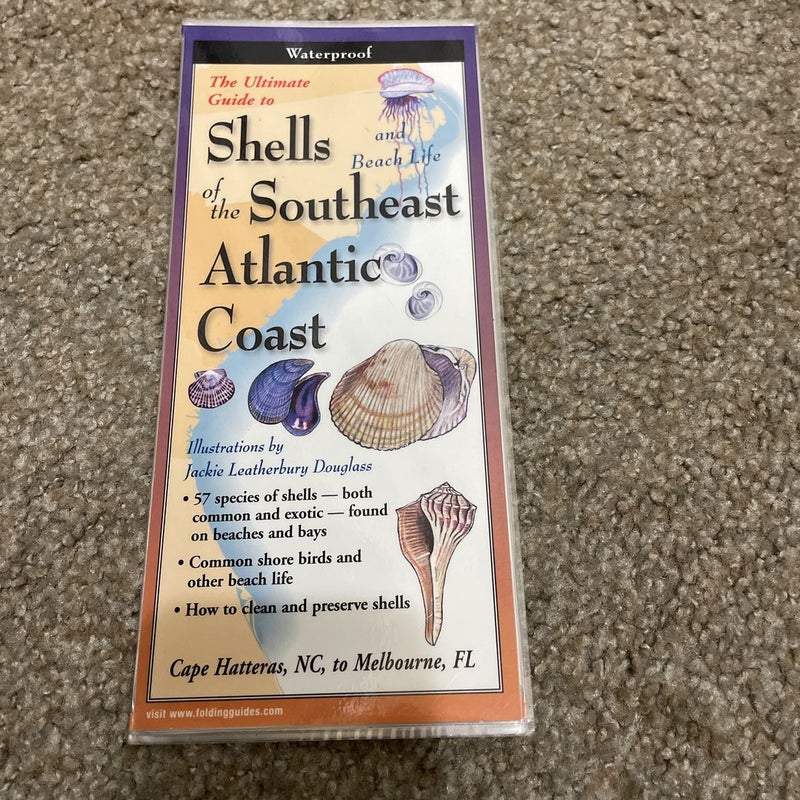 Waterproof
The Ultimate
Guide to
Shells
and
Beach Life
of
the Southeast
Atlantic
Coast
Illustrations by
Jackie Leatherbury Douglass
• 57 species of shells — both
common and exotic — found
on beaches and bays
• Common shore birds and
other beach life
• How to clean and preserve shells
Cape Hatteras, NC, to Melbourne, FL
visit www.foldingguides.com